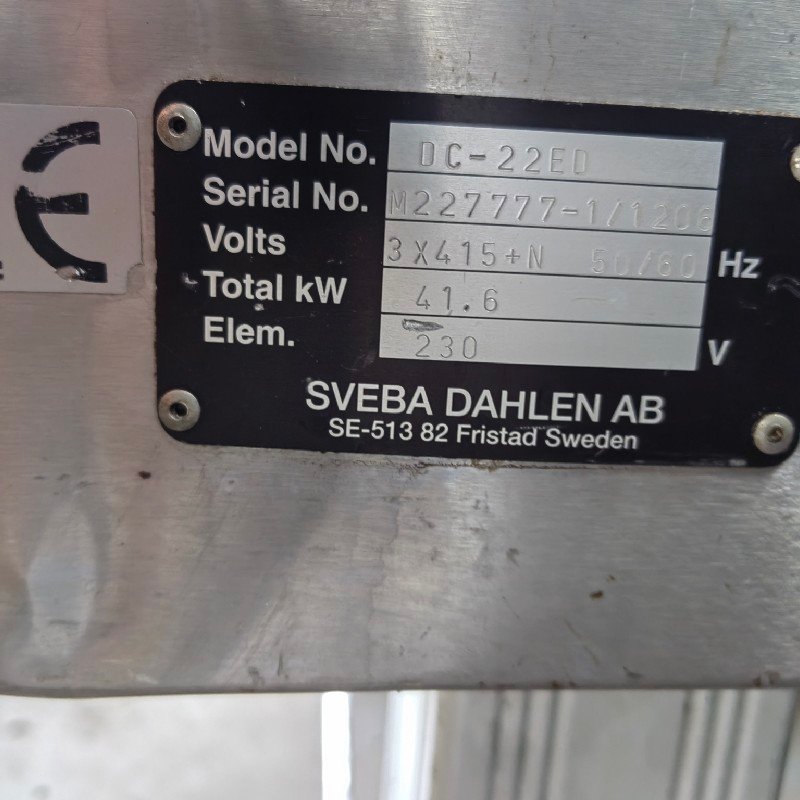 CE
Model No. DC-22ED
Serial No. M227777-1/1206
Volts 3X415+N 50/60 Hz
Total kW 41.6
Elem. 230 V
SVEBA DAHLEN AB
SE-513 82 Fristad Sweden